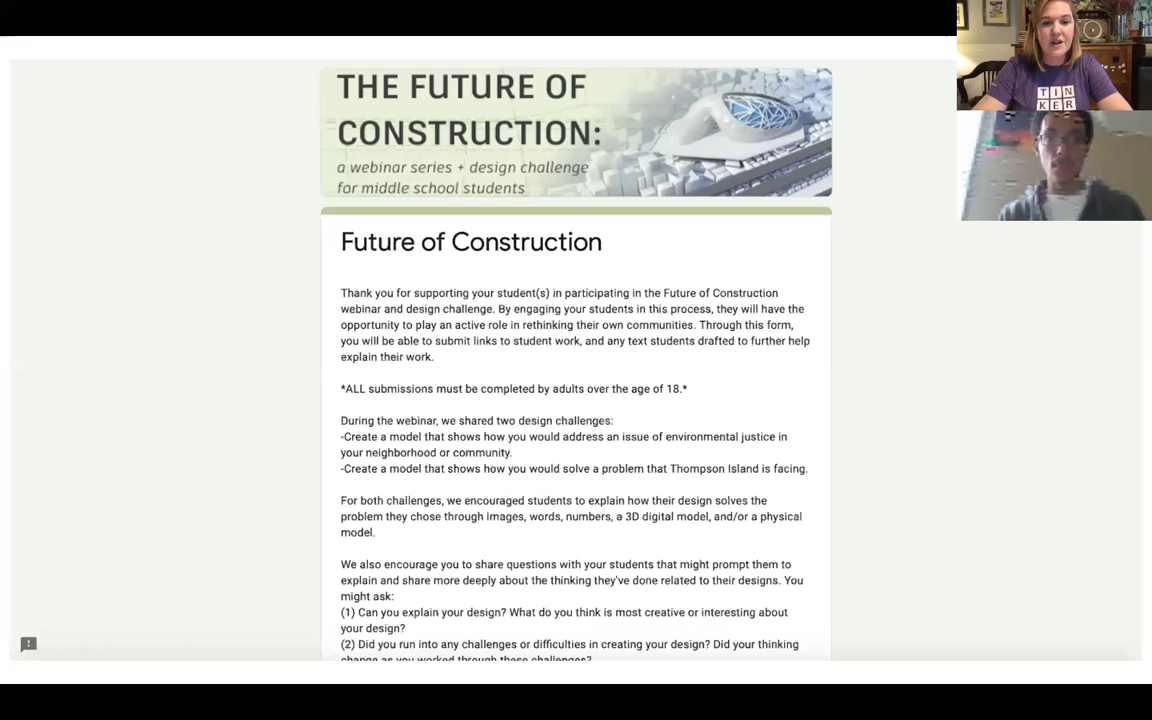 THE FUTURE OF
CONSTRUCTION:
a webinar series + design challenge
for middle school students
TIN
KER
Future of Construction
Thank you for supporting your student(s) in participating in the Future of Construction
webinar and design challenge. By engaging your students in this process, they will have the
opportunity to play an active role in rethinking their own communities. Through this form,
you will be able to submit links to student work, and any text students drafted to further help
explain their work.
*ALL submissions must be completed by adults over the age of 18.*
During the webinar, we shared two design challenges:
-Create a model that shows how you would address an issue of environmental justice in
your neighborhood or community.
-Create a model that shows how you would solve a problem that Thompson Island is facing.
For both challenges, we encouraged students to explain how their design solves the
problem they chose through images, words, numbers, a 3D digital model, and/or a physical
model.
We also encourage you to share questions with your students that might prompt them to
explain and share more deeply about the thinking they've done related to their designs. You
might ask:
(1) Can you explain your design? What do you think is most creative or interesting about
your design?
(2) Did you run into any challenges or difficulties in creating your design? Did your thinking
change as you worked through these challenges?